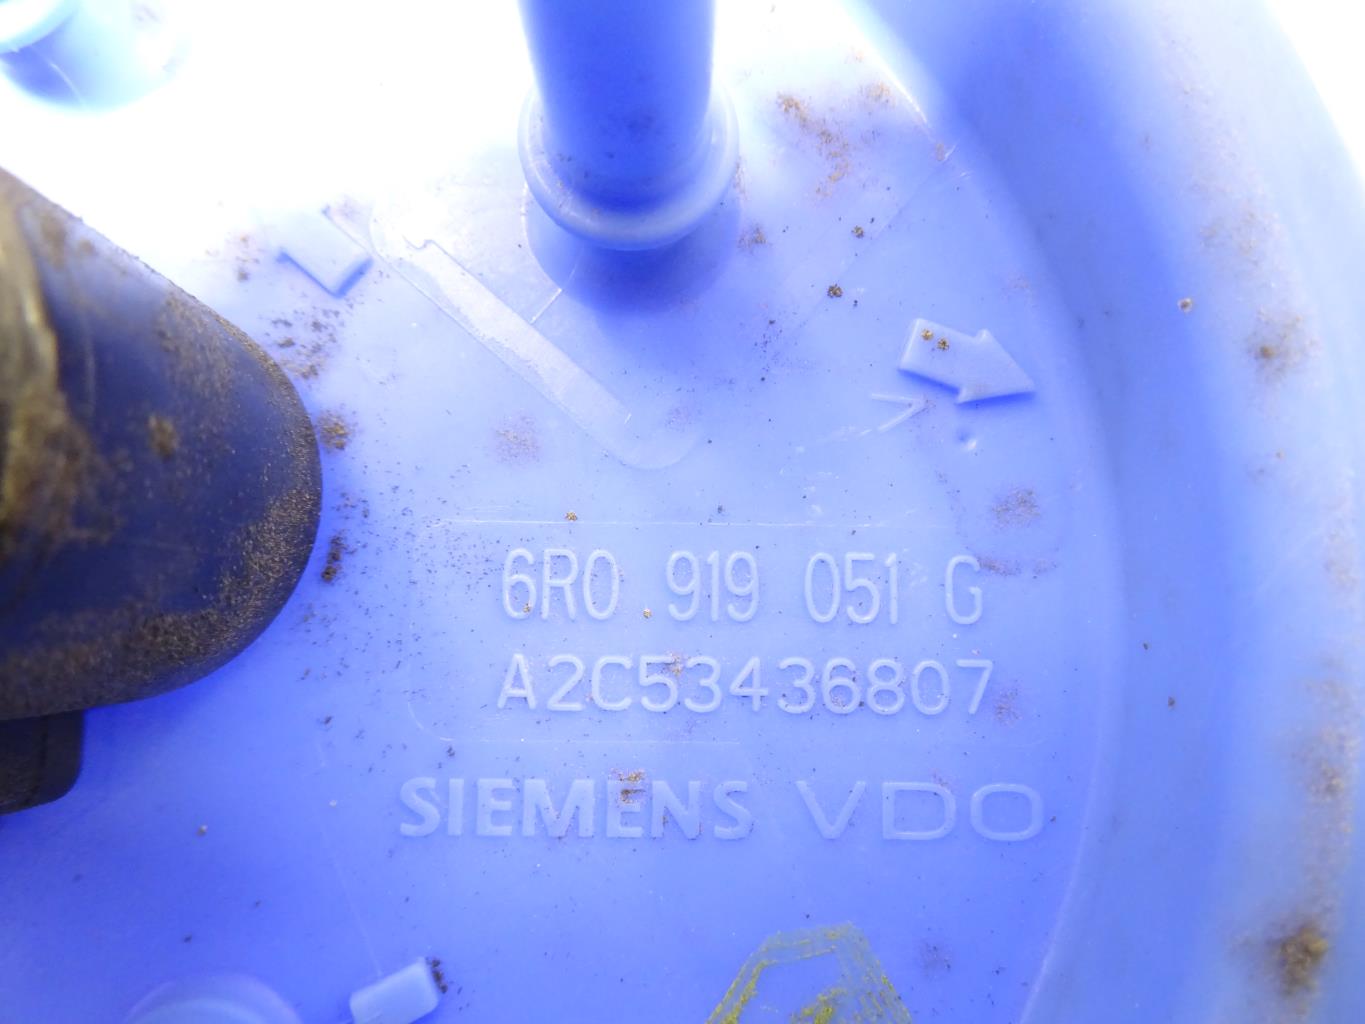 6R0 919 051 G
A2C53436807
SIEMENS VDO